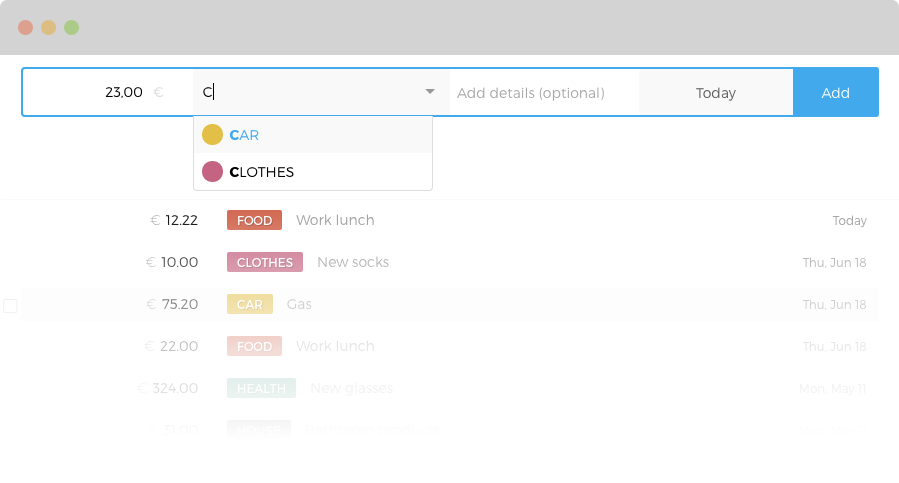 23,00 € C Add details (optional) Today Add
CAR
CLOTHES
€ 12.22 FOOD Work lunch Today
€ 10.00 CLOTHES New socks Thu, Jun 18
€ 75.20 CAR Gas Thu, Jun 18
€ 22.00 FOOD Work lunch Thu, Jun 18
€ 324.00 HEALTH New glasses Mon, May 11